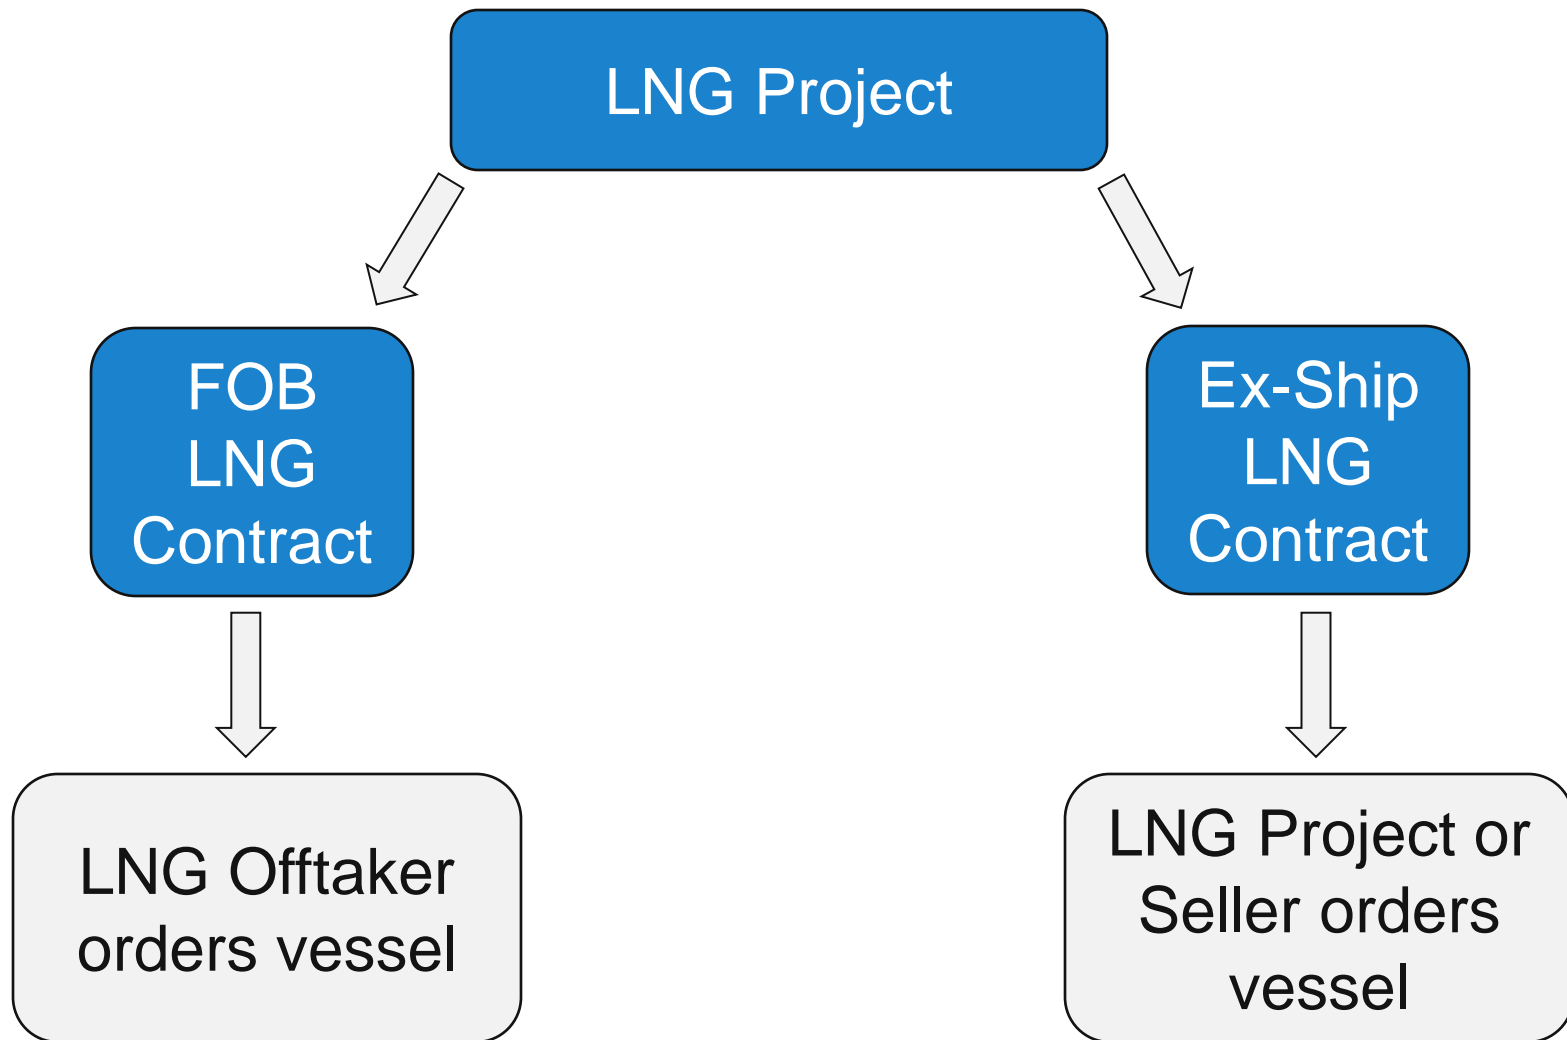 LNG Project
FOB
LNG
Contract
Ex-Ship
LNG
Contract
LNG Offtaker
orders vessel
LNG Project or
Seller orders
vessel